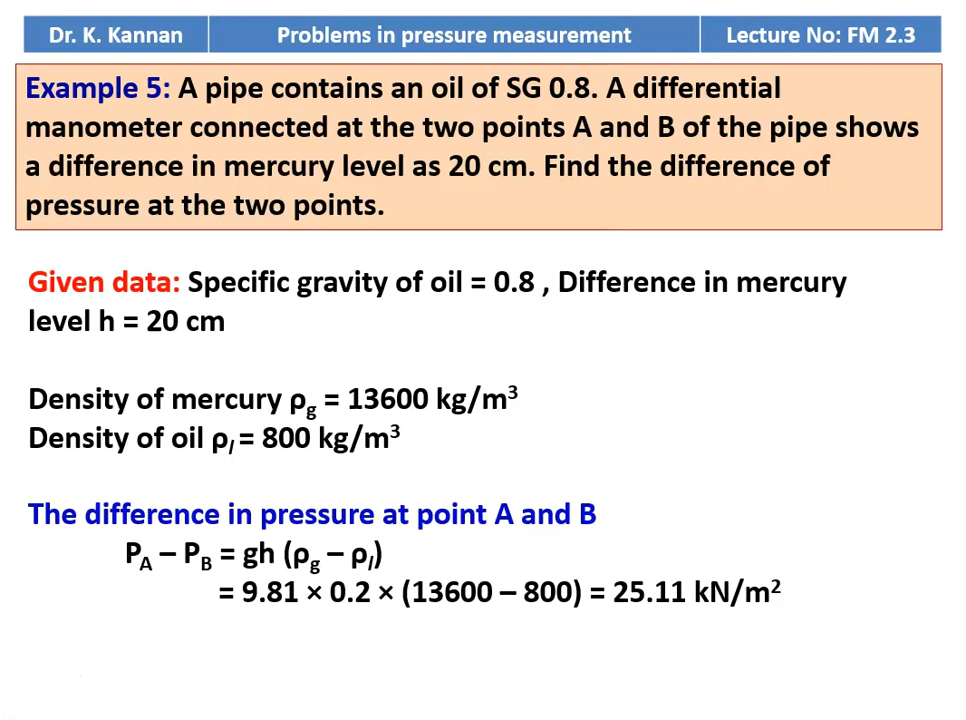 Dr. K. Kannan Problems in pressure measurement Lecture No: FM 2.3
Example 5: A pipe contains an oil of SG 0.8. A differential
manometer connected at the two points A and B of the pipe shows
a difference in mercury level as 20 cm. Find the difference of
pressure at the two points.
Given data: Specific gravity of oil = 0.8 , Difference in mercury
level h = 20 cm
Density of mercury ρg = 13600 kg/m³
Density of oil ρl = 800 kg/m³
The difference in pressure at point A and B
PA – PB = gh (ρg – ρl)
= 9.81 × 0.2 × (13600 – 800) = 25.11 kN/m²